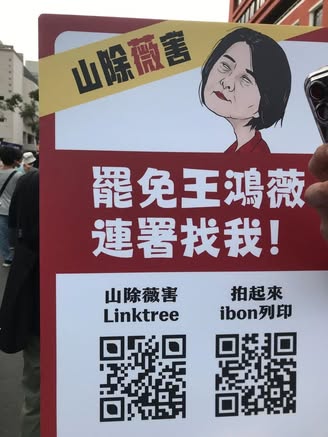 山除薇害
罷免王鴻薇
連署找我！
山除薇害
Linktree
拍起來
ibon列印